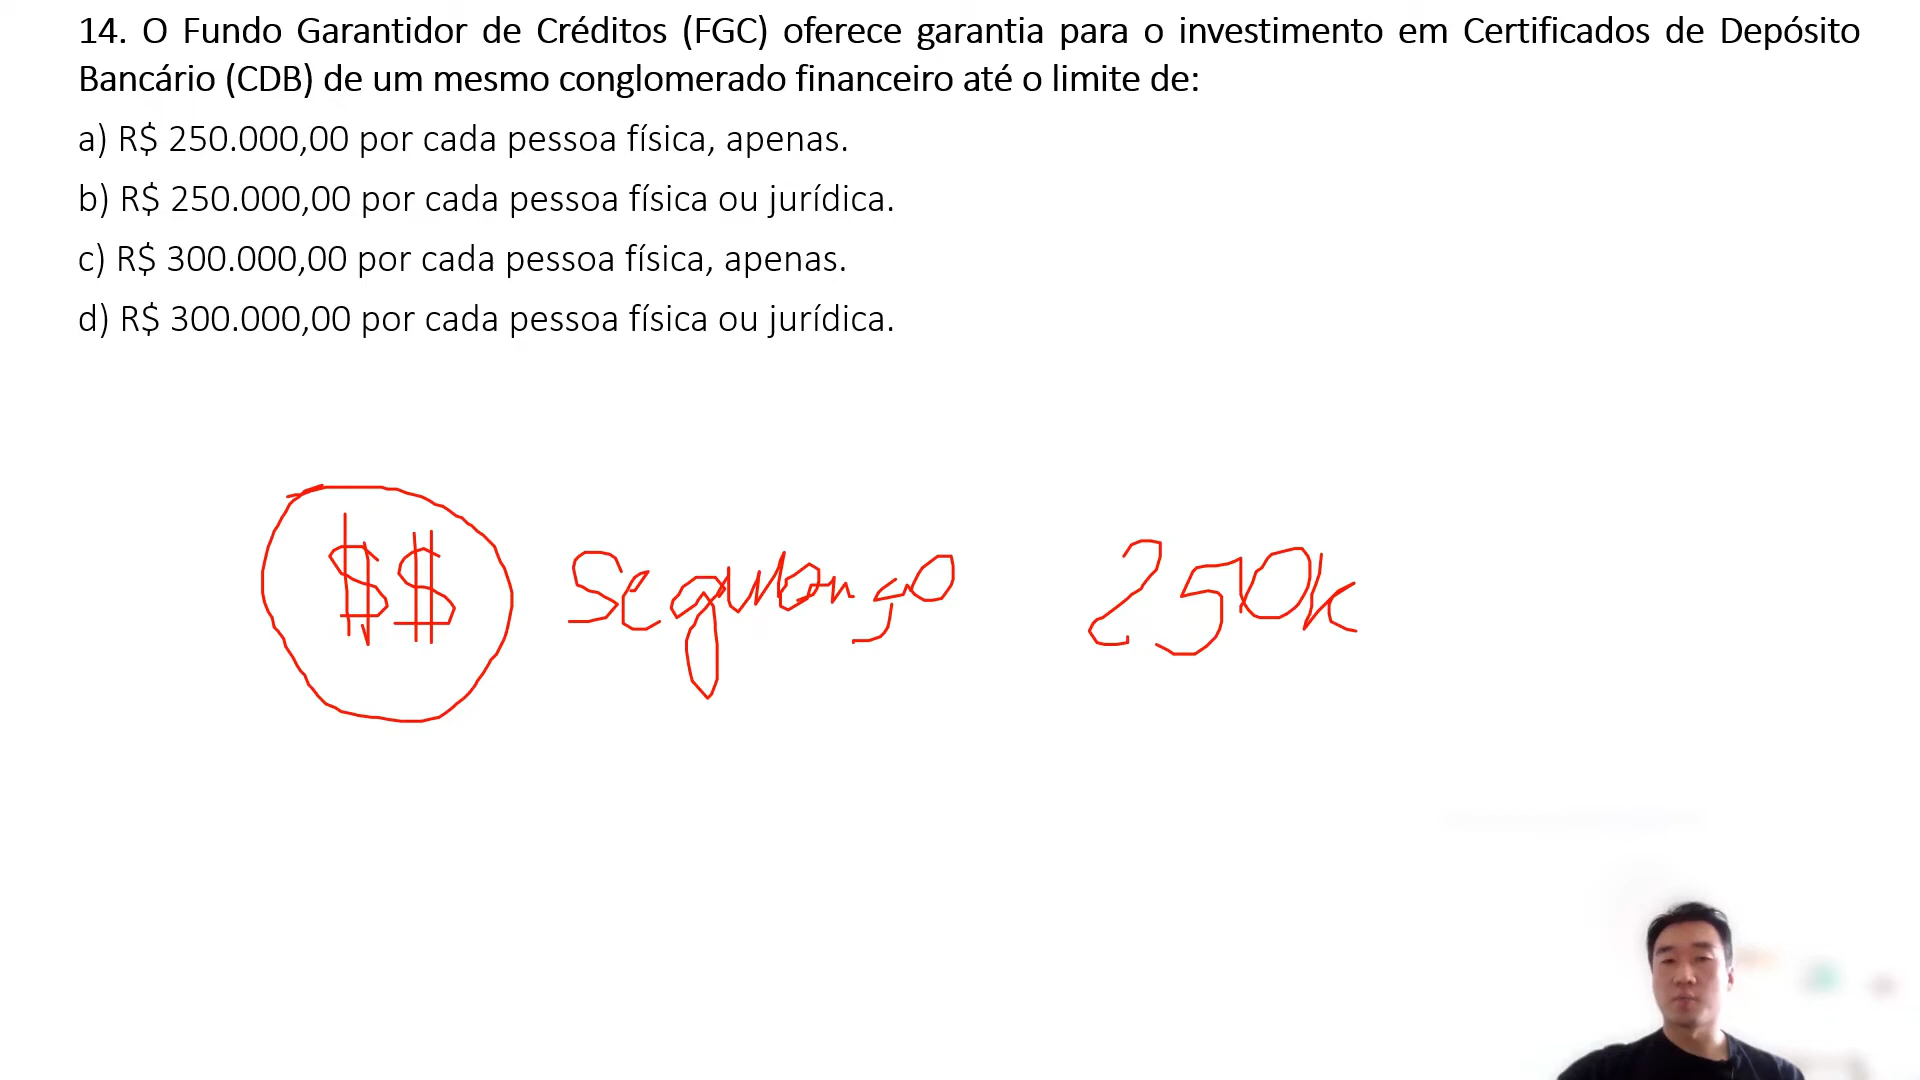 14. O Fundo Garantidor de Créditos (FGC) oferece garantia para o investimento em Certificados de Depósito
Bancário (CDB) de um mesmo conglomerado financeiro até o limite de:
a) R$ 250.000,00 por cada pessoa física, apenas.
b) R$ 250.000,00 por cada pessoa física ou jurídica.
c) R$ 300.000,00 por cada pessoa física, apenas.
d) R$ 300.000,00 por cada pessoa física ou jurídica.
$$ 250k